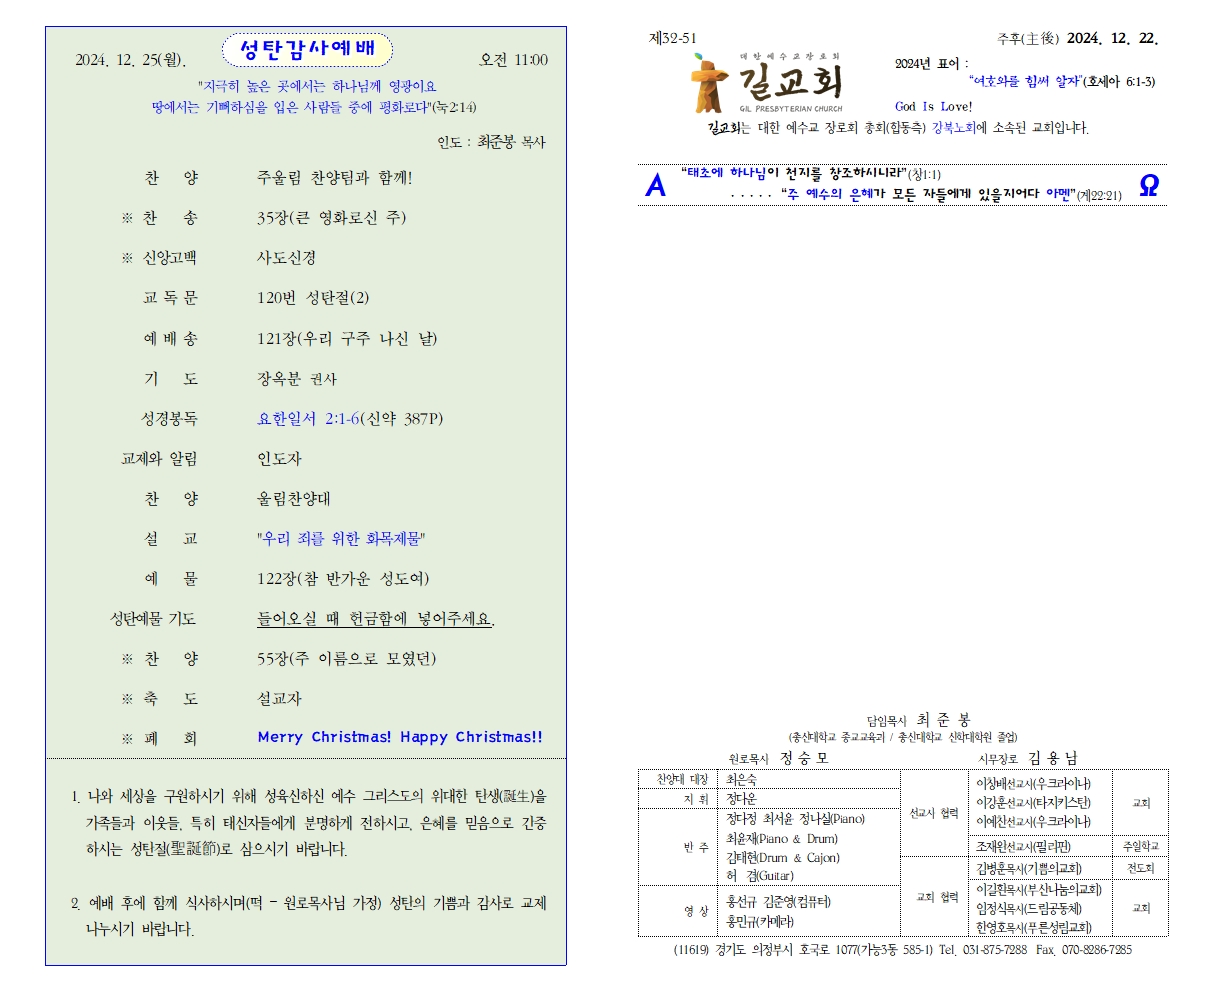 2024. 12. 25(월).
성탄감사예배
오전 11:00
"지극히 높은 곳에서는 하나님께 영광이요
땅에서는 기뻐하심을 입은 사람들 중에 평화로다"(눅2:14)
인도 : 최준봉 목사
찬 양 주울림 찬양팀과 함께!
※ 찬 송 35장(큰 영화로신 주)
※ 신앙고백 사도신경
교 독 문 120번 성탄절(2)
예 배 송 121장(우리 구주 나신 날)
기 도 장옥분 권사
성경봉독 요한일서 2:1-6(신약 387P)
교제와 알림 인도자
찬 양 울림찬양대
설 교 "우리 죄를 위한 화목제물"
예 물 122장(참 반가운 성도여)
성탄예물 기도 들어오실 때 헌금함에 넣어주세요.
※ 찬 양 55장(주 이름으로 모였던)
※ 축 도 설교자
※ 폐 회 Merry Christmas! Happy Christmas!!
1. 나와 세상을 구원하시기 위해 성육신하신 예수 그리스도의 위대한 탄생(誕生)을
가족들과 이웃들, 특히 태신자들에게 분명하게 전하시고, 은혜를 믿음으로 간증
하시는 성탄절(聖誕節)로 삼으시기 바랍니다.
2. 예배 후에 함께 식사하시며(떡 - 원로목사님 가정) 성탄의 기쁨과 감사로 교제
나누시기 바랍니다.
제32-51
주후(主後) 2024. 12. 22.
대한예수교장로회
길교회
GIL PRESBYTERIAN CHURCH
2024년 표어 :
"여호와를 힘써 알자"(호세아 6:1-3)
God Is Love!
길교회는 대한 예수교 장로회 총회(합동측) 강북노회에 소속된 교회입니다.
Α "태초에 하나님이 천지를 창조하시니라"(창1:1)
····· "주 예수의 은혜가 모든 자들에게 있을지어다 아멘"(계22:21) Ω
담임목사 최 준 봉
(총신대학교 종교교육과 / 총신대학교 신학대학원 졸업)
원로목사 정 승 모 시무장로 김 용 님
찬양대 대장 최은숙
지 휘 정다운
반 주 정다정 최서윤 정나실(Piano)
최윤재(Piano & Drum)
김태현(Drum & Cajon)
허 겸(Guitar)
영 상 홍선규 김준영(컴퓨터)
홍민규(카메라)
선교사 협력 이창배선교사(우크라이나) 교회
이강훈선교사(타지키스탄)
이예찬선교사(우크라이나)
조재완선교사(필리핀) 주일학교
교회 협력 김병훈목사(기쁨의교회) 전도회
이길환목사(부산나눔의교회) 교회
임정식목사(드림공동체)
한영호목사(푸른성림교회)
(11619) 경기도 의정부시 호국로 1077(가능3동 585-1) Tel. 031-875-7288 Fax. 070-8286-7285